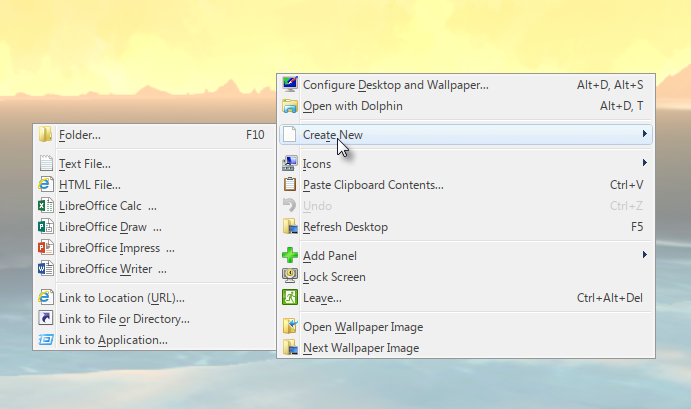 Configure Desktop and Wallpaper... Alt+D, Alt+S
Open with Dolphin Alt+D, T
Create New
Icons
Paste Clipboard Contents... Ctrl+V
Undo Ctrl+Z
Refresh Desktop F5
Add Panel
Lock Screen
Leave... Ctrl+Alt+Del
Open Wallpaper Image
Next Wallpaper Image
Folder... F10
Text File...
HTML File...
LibreOffice Calc ...
LibreOffice Draw ...
LibreOffice Impress ...
LibreOffice Writer ...
Link to Location (URL)...
Link to File or Directory...
Link to Application...